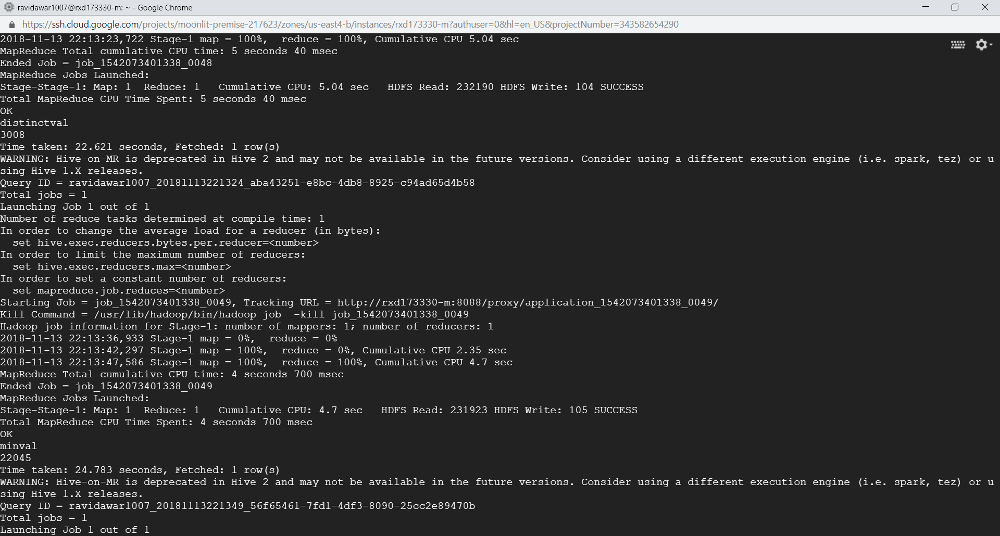 ravidawar1007@rxd173330-m: ~ - Google Chrome
https://ssh.cloud.google.com/projects/moonlit-premise-217623/zones/us-east4-b/instances/rxd173330-m?authuser=0&hl=en_US&projectNumber=343582654290
2018-11-13 22:13:23,722 Stage-1 map = 100%,  reduce = 100%, Cumulative CPU 5.04 sec
MapReduce Total cumulative CPU time: 5 seconds 40 msec
Ended Job = job_1542073401338_0048
MapReduce Jobs Launched:
Stage-Stage-1: Map: 1  Reduce: 1   Cumulative CPU: 5.04 sec   HDFS Read: 232190 HDFS Write: 104 SUCCESS
Total MapReduce CPU Time Spent: 5 seconds 40 msec
OK
distinctval
3008
Time taken: 22.621 seconds, Fetched: 1 row(s)
WARNING: Hive-on-MR is deprecated in Hive 2 and may not be available in the future versions. Consider using a different execution engine (i.e. spark, tez) or u
sing Hive 1.X releases.
Query ID = ravidawar1007_20181113221324_aba43251-e8bc-4db8-8925-c94ad65d4b58
Total jobs = 1
Launching Job 1 out of 1
Number of reduce tasks determined at compile time: 1
In order to change the average load for a reducer (in bytes):
  set hive.exec.reducers.bytes.per.reducer=<number>
In order to limit the maximum number of reducers:
  set hive.exec.reducers.max=<number>
In order to set a constant number of reducers:
  set mapreduce.job.reduces=<number>
Starting Job = job_1542073401338_0049, Tracking URL = http://rxd173330-m:8088/proxy/application_1542073401338_0049/
Kill Command = /usr/lib/hadoop/bin/hadoop job  -kill job_1542073401338_0049
Hadoop job information for Stage-1: number of mappers: 1; number of reducers: 1
2018-11-13 22:13:36,933 Stage-1 map = 0%,  reduce = 0%
2018-11-13 22:13:42,297 Stage-1 map = 100%,  reduce = 0%, Cumulative CPU 2.35 sec
2018-11-13 22:13:47,586 Stage-1 map = 100%,  reduce = 100%, Cumulative CPU 4.7 sec
MapReduce Total cumulative CPU time: 4 seconds 700 msec
Ended Job = job_1542073401338_0049
MapReduce Jobs Launched:
Stage-Stage-1: Map: 1  Reduce: 1   Cumulative CPU: 4.7 sec   HDFS Read: 231923 HDFS Write: 105 SUCCESS
Total MapReduce CPU Time Spent: 4 seconds 700 msec
OK
minval
22045
Time taken: 24.783 seconds, Fetched: 1 row(s)
WARNING: Hive-on-MR is deprecated in Hive 2 and may not be available in the future versions. Consider using a different execution engine (i.e. spark, tez) or u
sing Hive 1.X releases.
Query ID = ravidawar1007_20181113221349_56f65461-7fd1-4df3-8090-25cc2e89470b
Total jobs = 1
Launching Job 1 out of 1